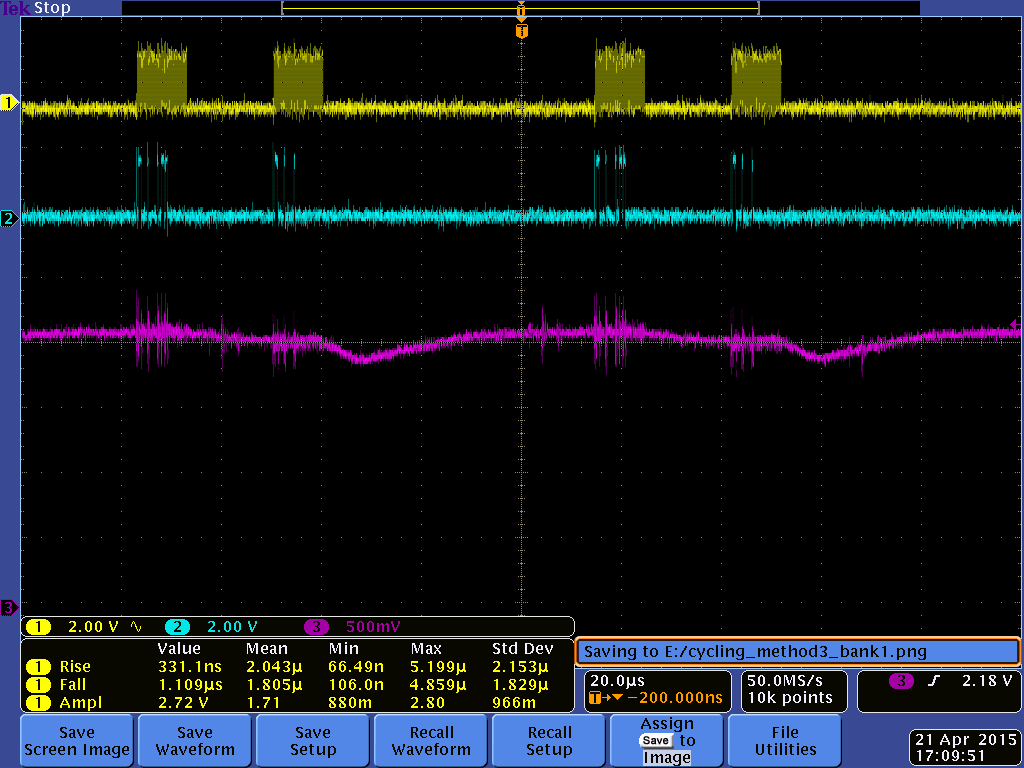 Tek Stop
T
T
1
2
3
1 2.00 V ∿ 2 2.00 V 3 500mV
Value Mean Min Max Std Dev
1 Rise 331.1ns 2.043µ 66.49n 5.199µ 2.153µ
1 Fall 1.109µs 1.805µ 106.0n 4.859µ 1.829µ
1 Ampl 2.72 V 1.71 880m 2.80 966m
Saving to E:/cycling_method3_bank1.png
20.0µs
T→▼−200.000ns
50.0MS/s
10k points
3 2.18 V
Save
Screen Image
Save
Waveform
Save
Setup
Recall
Waveform
Recall
Setup
Assign
Save to
Image
File
Utilities
21 Apr 2015
17:09:51